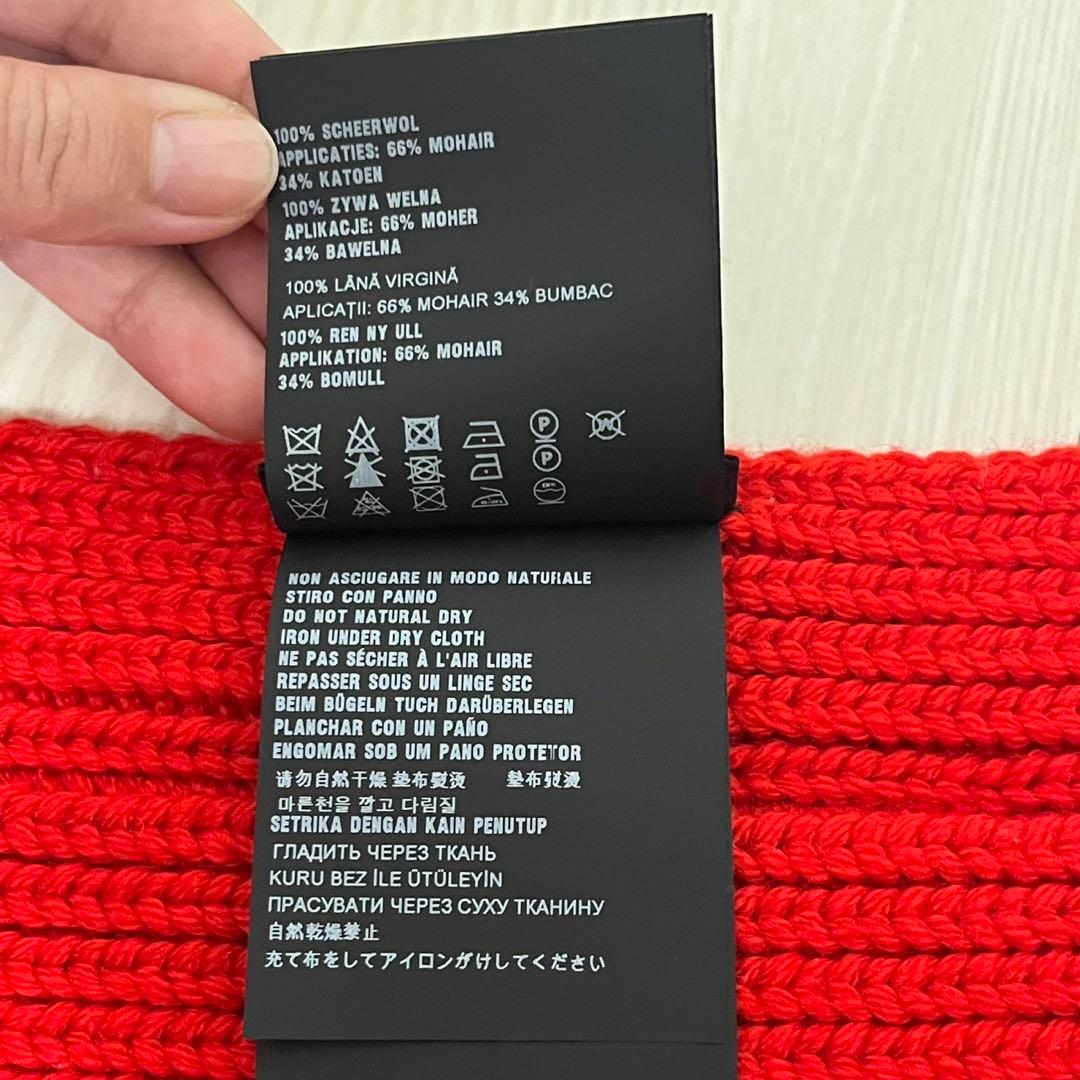 100% SCHEERWOL
APPLICATIES: 66% MOHAIR
34% KATOEN
100% ZYWA WELNA
APLIKACJE: 66% MOHER
34% BAWELNA
100% LÂNĂ VIRGINĂ
APLICAȚII: 66% MOHAIR 34% BUMBAC
100% REN NY ULL
APPLIKATION: 66% MOHAIR
34% BOMULL
P W
P
NON ASCIUGARE IN MODO NATURALE
STIRO CON PANNO
DO NOT NATURAL DRY
IRON UNDER DRY CLOTH
NE PAS SÉCHER À L'AIR LIBRE
REPASSER SOUS UN LINGE SEC
BEIM BÜGELN TUCH DARÜBERLEGEN
PLANCHAR CON UN PAÑO
ENGOMAR SOB UM PANO PROTETOR
请勿自然干燥 垫布熨烫 墊布熨燙
마른천을 깔고 다림질
SETRIKA DENGAN KAIN PENUTUP
ГЛАДИТЬ ЧЕРЕЗ ТКАНЬ
KURU BEZ İLE ÜTÜLEYİN
ПРАСУВАТИ ЧЕРЕЗ СУХУ ТКАНИНУ
自然乾燥禁止
充て布をしてアイロンがけしてください